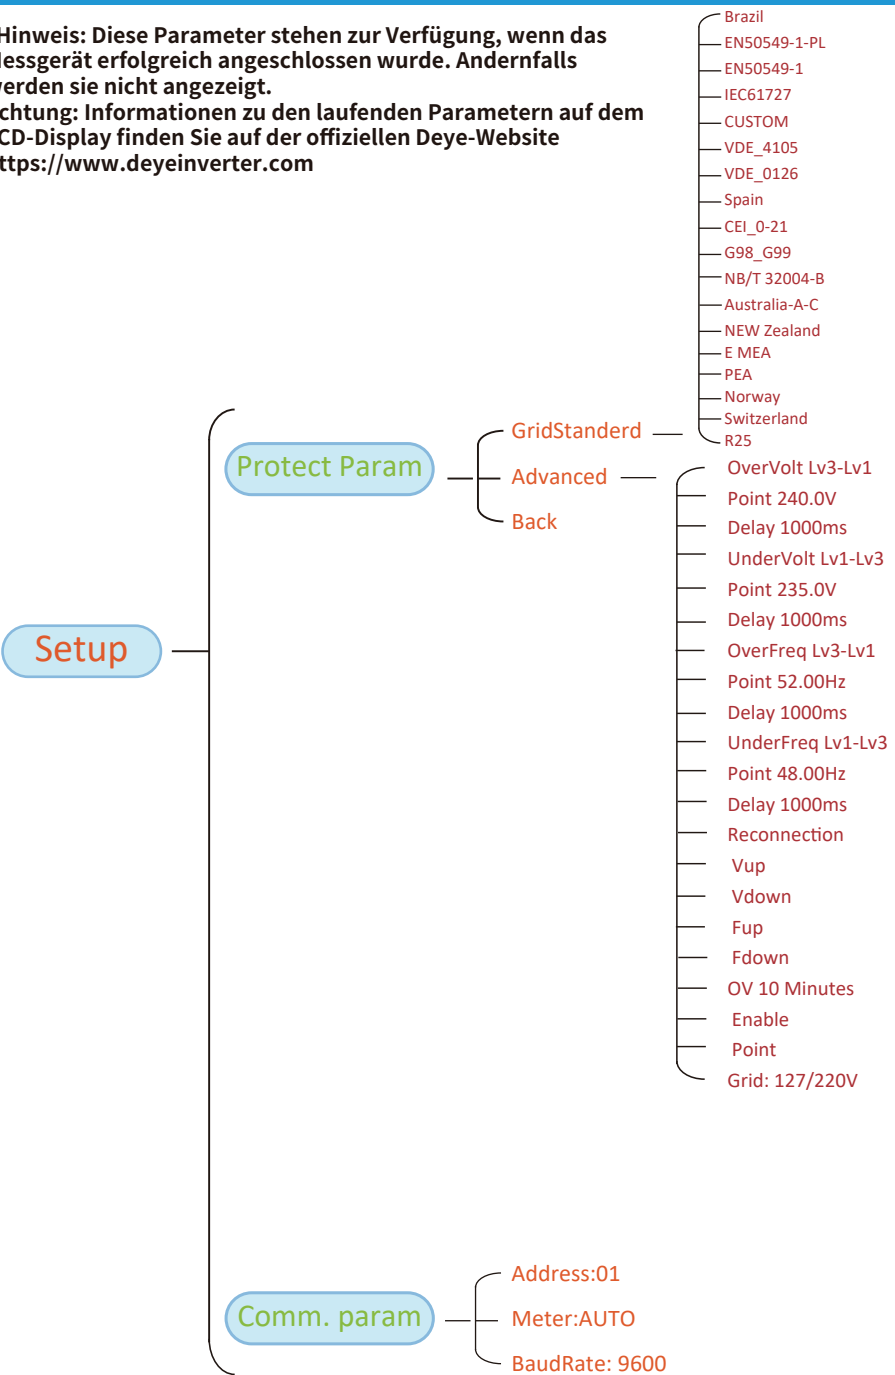 Hinweis: Diese Parameter stehen zur Verfügung, wenn das
essgerät erfolgreich angeschlossen wurde. Andernfalls
erden sie nicht angezeigt.
chtung: Informationen zu den laufenden Parametern auf dem
CD-Display finden Sie auf der offiziellen Deye-Website
ttps://www.deyeinverter.com
Brazil
EN50549-1-PL
EN50549-1
IEC61727
CUSTOM
VDE_4105
VDE_0126
Spain
CEI_0-21
G98_G99
NB/T 32004-B
Australia-A-C
NEW Zealand
E MEA
PEA
Norway
Switzerland
R25
Setup
Protect Param
GridStanderd
Advanced
Back
OverVolt Lv3-Lv1
Point 240.0V
Delay 1000ms
UnderVolt Lv1-Lv3
Point 235.0V
Delay 1000ms
OverFreq Lv3-Lv1
Point 52.00Hz
Delay 1000ms
UnderFreq Lv1-Lv3
Point 48.00Hz
Delay 1000ms
Reconnection
Vup
Vdown
Fup
Fdown
OV 10 Minutes
Enable
Point
Grid: 127/220V
Comm. param
Address:01
Meter:AUTO
BaudRate: 9600